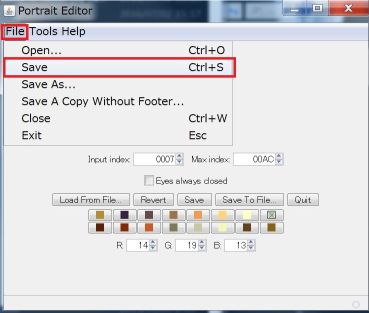 Portrait Editor
File Tools Help
Open... Ctrl+O
Save Ctrl+S
Save As...
Save A Copy Without Footer...
Close Ctrl+W
Exit Esc
Input index: 0007 Max index: 00AC
Eyes always closed
Load From File... Revert Save Save To File... Quit
R: 14 G: 19 B: 13